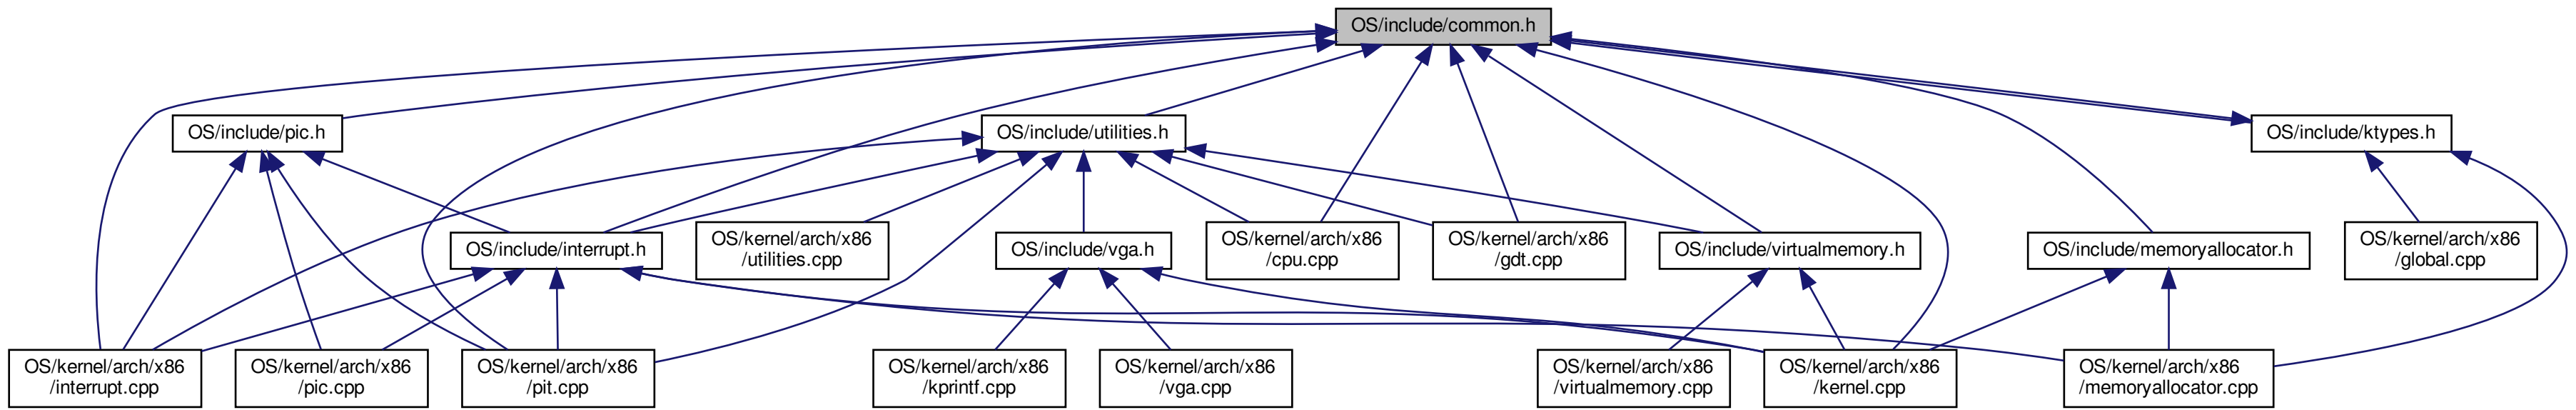 OS/include/common.h
OS/include/pic.h
OS/include/utilities.h
OS/include/ktypes.h
OS/include/interrupt.h
OS/kernel/arch/x86
/utilities.cpp
OS/include/vga.h
OS/kernel/arch/x86
/cpu.cpp
OS/kernel/arch/x86
/gdt.cpp
OS/include/virtualmemory.h
OS/include/memoryallocator.h
OS/kernel/arch/x86
/global.cpp
OS/kernel/arch/x86
/interrupt.cpp
OS/kernel/arch/x86
/pic.cpp
OS/kernel/arch/x86
/pit.cpp
OS/kernel/arch/x86
/kprintf.cpp
OS/kernel/arch/x86
/vga.cpp
OS/kernel/arch/x86
/virtualmemory.cpp
OS/kernel/arch/x86
/kernel.cpp
OS/kernel/arch/x86
/memoryallocator.cpp